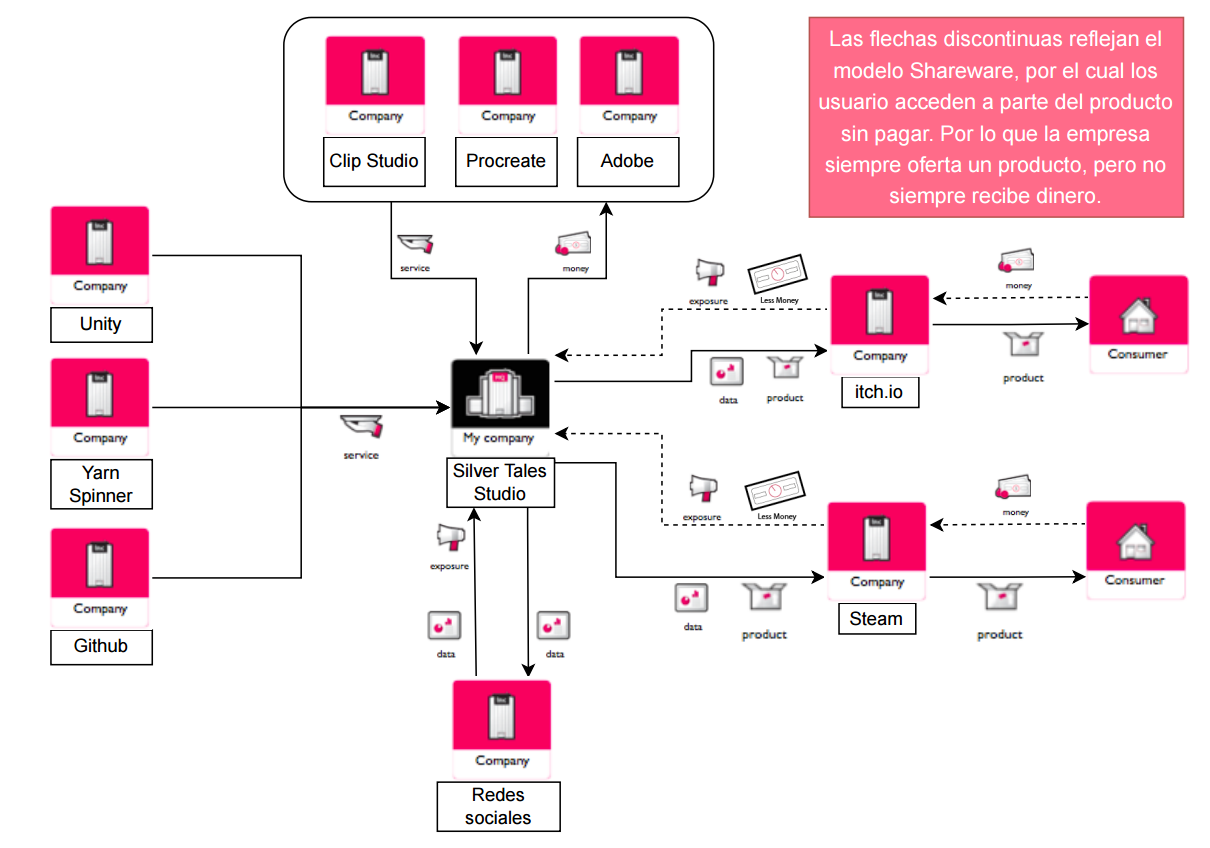 Company
Clip Studio
Company
Procreate
Company
Adobe
Las flechas discontinuas reflejan el
modelo Shareware, por el cual los
usuario acceden a parte del producto
sin pagar. Por lo que la empresa
siempre oferta un producto, pero no
siempre recibe dinero.
service
money
Company
Unity
Company
Yarn
Spinner
Company
Github
service
inc
My company
Silver Tales
Studio
exposure
Less Money
data
product
Company
itch.io
money
product
Consumer
exposure
Less Money
data
product
Company
Steam
money
product
Consumer
exposure
data
data
Company
Redes
sociales